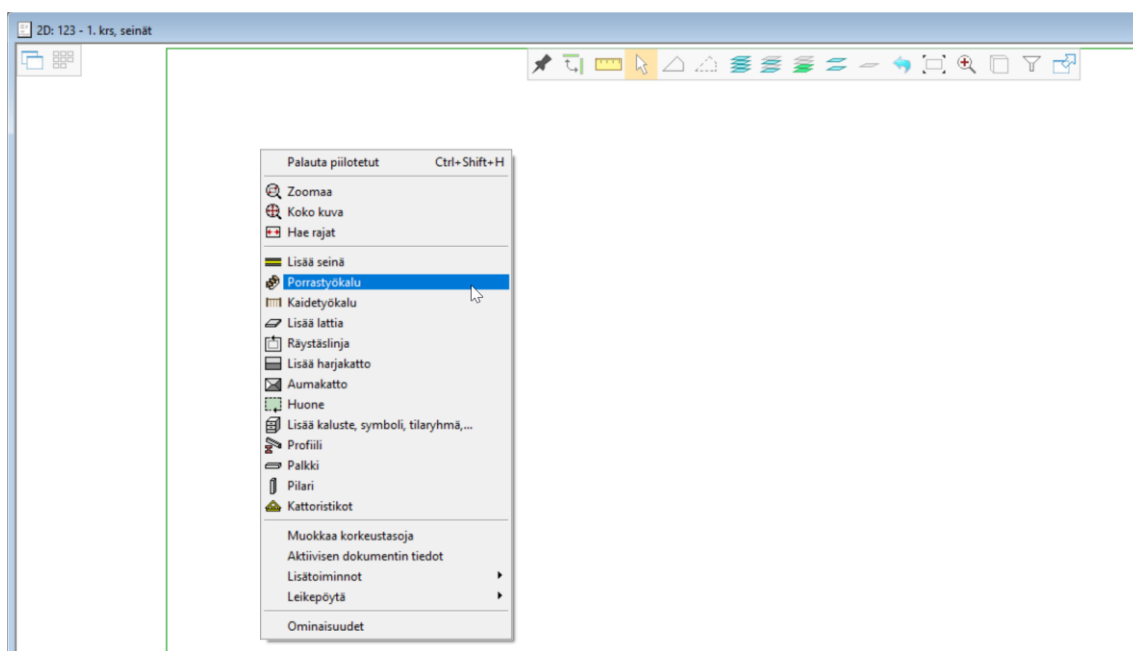 2D: 123 - 1. krs, seinät
Palauta piilotetut Ctrl+Shift+H
Zoomaa
Koko kuva
Hae rajat
Lisää seinä
Porrastyökalu
Kaidetyökalu
Lisää lattia
Räystäslinja
Lisää harjakatto
Aumakatto
Huone
Lisää kaluste, symboli, tilaryhmä,...
Profiili
Palkki
Pilari
Kattoristikot
Muokkaa korkeustasoja
Aktiivisen dokumentin tiedot
Lisätoiminnot
Leikepöytä
Ominaisuudet